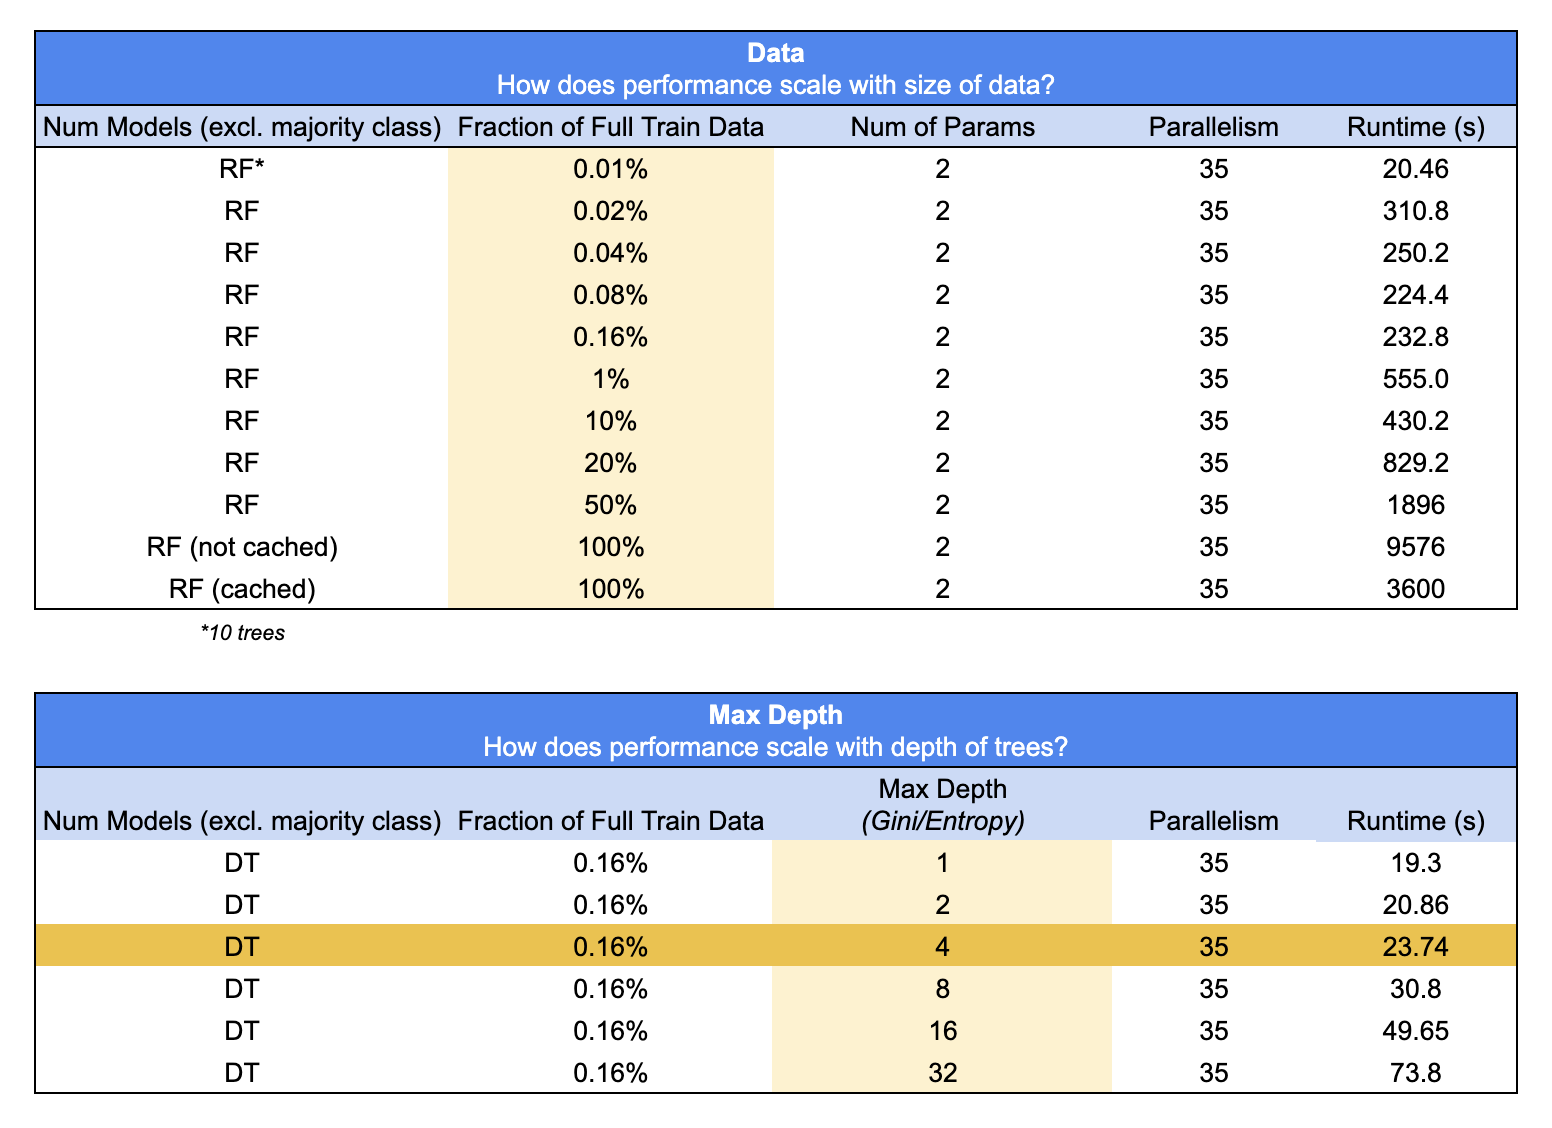 Data
How does performance scale with size of data?
Num Models (excl. majority class) Fraction of Full Train Data Num of Params Parallelism Runtime (s)
RF* 0.01% 2 35 20.46
RF 0.02% 2 35 310.8
RF 0.04% 2 35 250.2
RF 0.08% 2 35 224.4
RF 0.16% 2 35 232.8
RF 1% 2 35 555.0
RF 10% 2 35 430.2
RF 20% 2 35 829.2
RF 50% 2 35 1896
RF (not cached) 100% 2 35 9576
RF (cached) 100% 2 35 3600
*10 trees
Max Depth
How does performance scale with depth of trees?
Max Depth
Num Models (excl. majority class) Fraction of Full Train Data (Gini/Entropy) Parallelism Runtime (s)
DT 0.16% 1 35 19.3
DT 0.16% 2 35 20.86
DT 0.16% 4 35 23.74
DT 0.16% 8 35 30.8
DT 0.16% 16 35 49.65
DT 0.16% 32 35 73.8